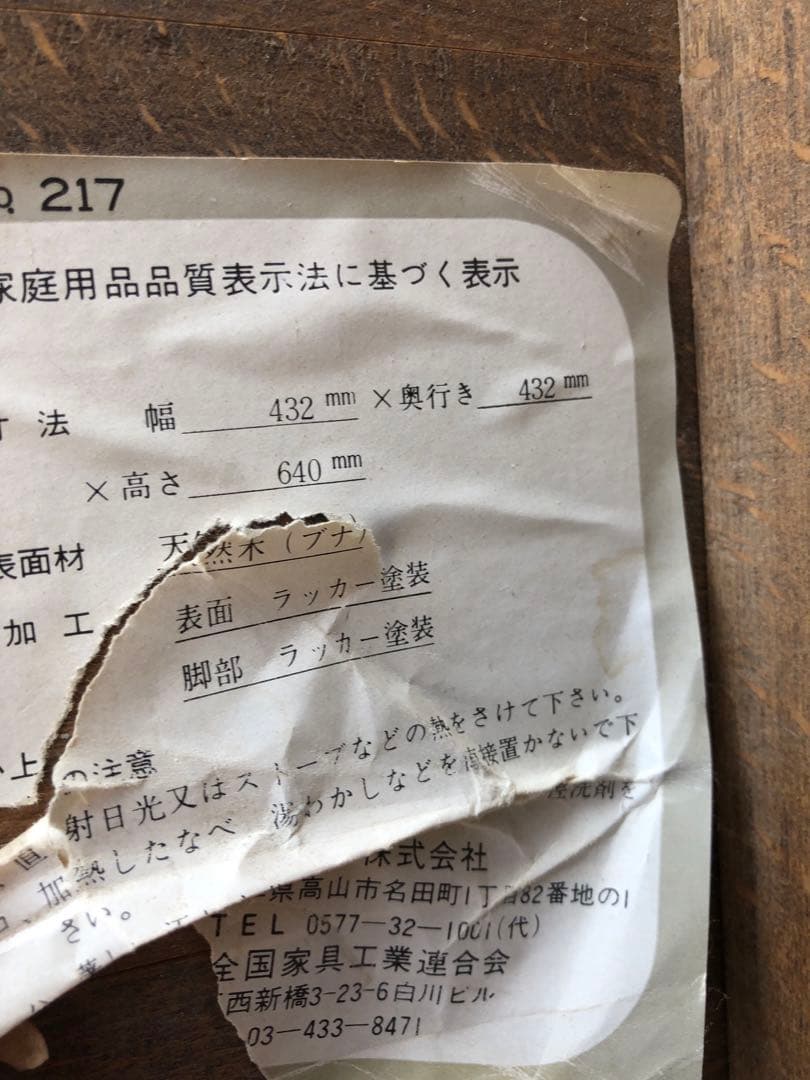 217
家庭用品品質表示法に基づく表示
寸法 幅 432 mm ×奥行き 432 mm
×高さ 640 mm
表面材 天然木(ブナ)
加工 表面 ラッカー塗装
脚部 ラッカー塗装
上の注意
直射日光又はストーブなどの熱をさけて下さい。
加熱したなべ 湯わかしなどを直接置かないで下
さい。
洗剤を
株式会社
県高山市名田町1丁目82番地の1
TEL 0577-32-1001(代)
全国家具工業連合会
西新橋3-23-6白川ビル
03-433-8471